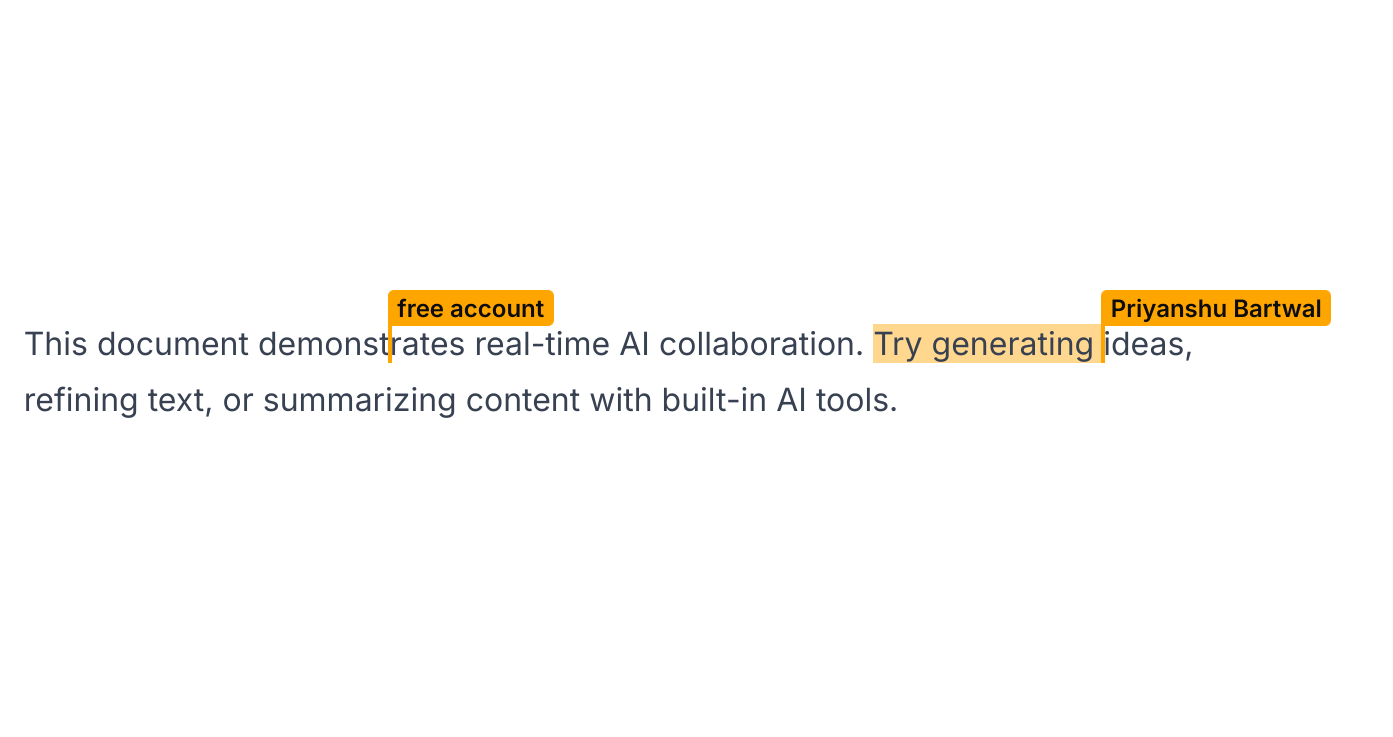 free account
Priyanshu Bartwal
This document demonstrates real-time AI collaboration. Try generating ideas,
refining text, or summarizing content with built-in AI tools.